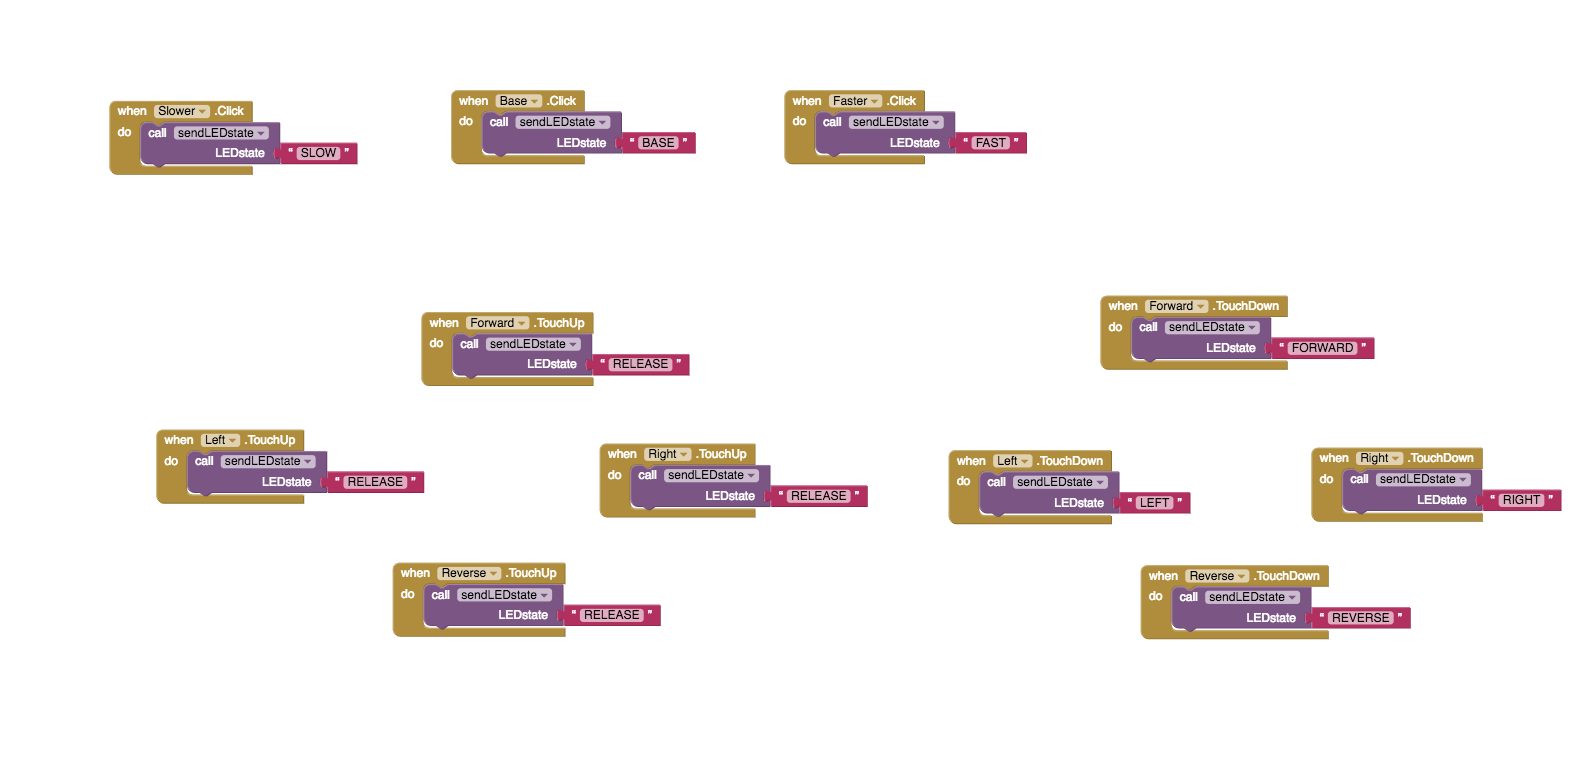 when Slower .Click
do call sendLEDstate
LEDstate " SLOW "
when Base .Click
do call sendLEDstate
LEDstate " BASE "
when Faster .Click
do call sendLEDstate
LEDstate " FAST "
when Forward .TouchUp
do call sendLEDstate
LEDstate " RELEASE "
when Forward .TouchDown
do call sendLEDstate
LEDstate " FORWARD "
when Left .TouchUp
do call sendLEDstate
LEDstate " RELEASE "
when Right .TouchUp
do call sendLEDstate
LEDstate " RELEASE "
when Left .TouchDown
do call sendLEDstate
LEDstate " LEFT "
when Right .TouchDown
do call sendLEDstate
LEDstate " RIGHT "
when Reverse .TouchUp
do call sendLEDstate
LEDstate " RELEASE "
when Reverse .TouchDown
do call sendLEDstate
LEDstate " REVERSE "